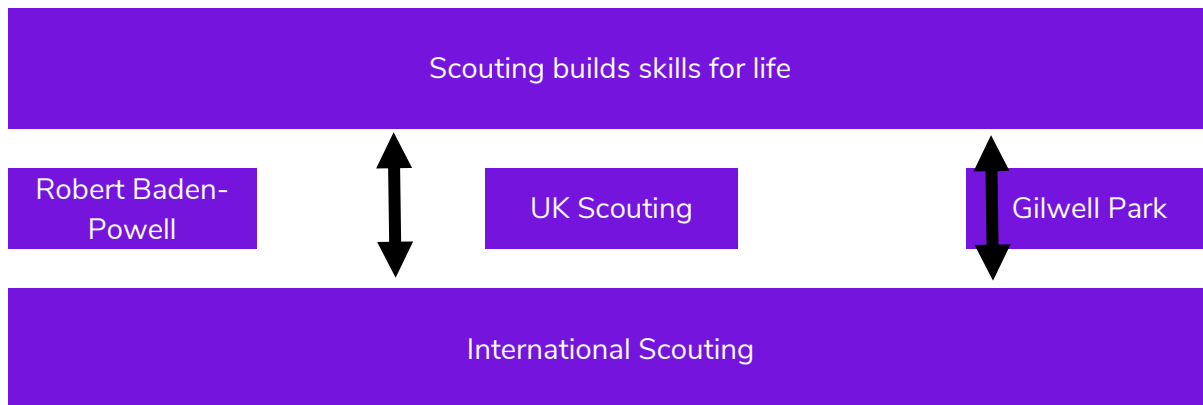 Scouting builds skills for life
Robert Baden-
Powell
UK Scouting
Gilwell Park
International Scouting